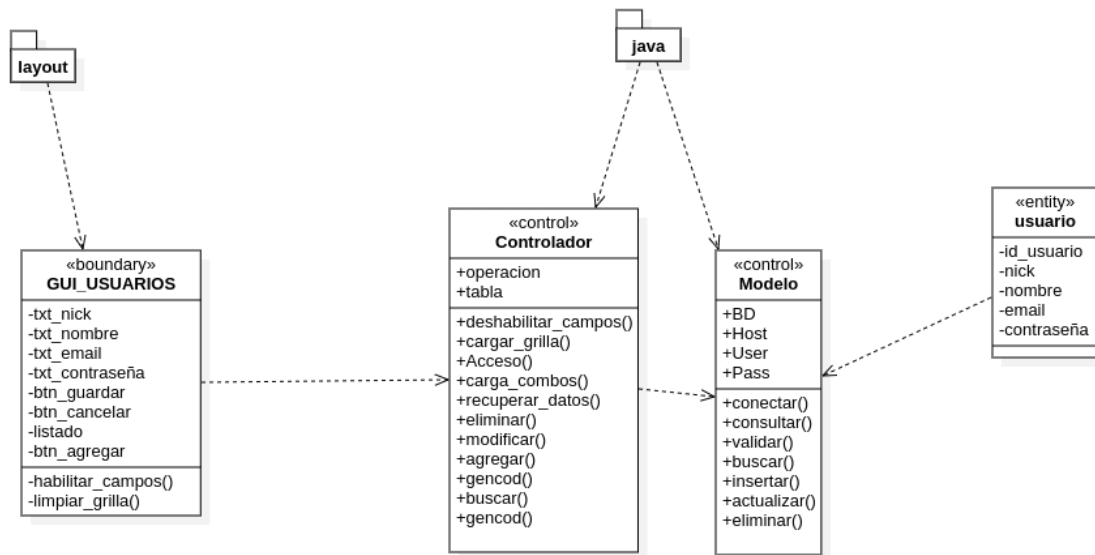 layout
java
«boundary»
GUI_USUARIOS
-txt_nick
-txt_nombre
-txt_email
-txt_contraseña
-btn_guardar
-btn_cancelar
-listado
-btn_agregar
-habilitar_campos()
-limpiar_grilla()
«control»
Controlador
+operacion
+tabla
+deshabilitar_campos()
+cargar_grilla()
+Acceso()
+carga_combos()
+recuperar_datos()
+eliminar()
+modificar()
+agregar()
+gencod()
+buscar()
+gencod()
«control»
Modelo
+BD
+Host
+User
+Pass
+conectar()
+consultar()
+validar()
+buscar()
+insertar()
+actualizar()
+eliminar()
«entity»
usuario
-id_usuario
-nick
-nombre
-email
-contraseña